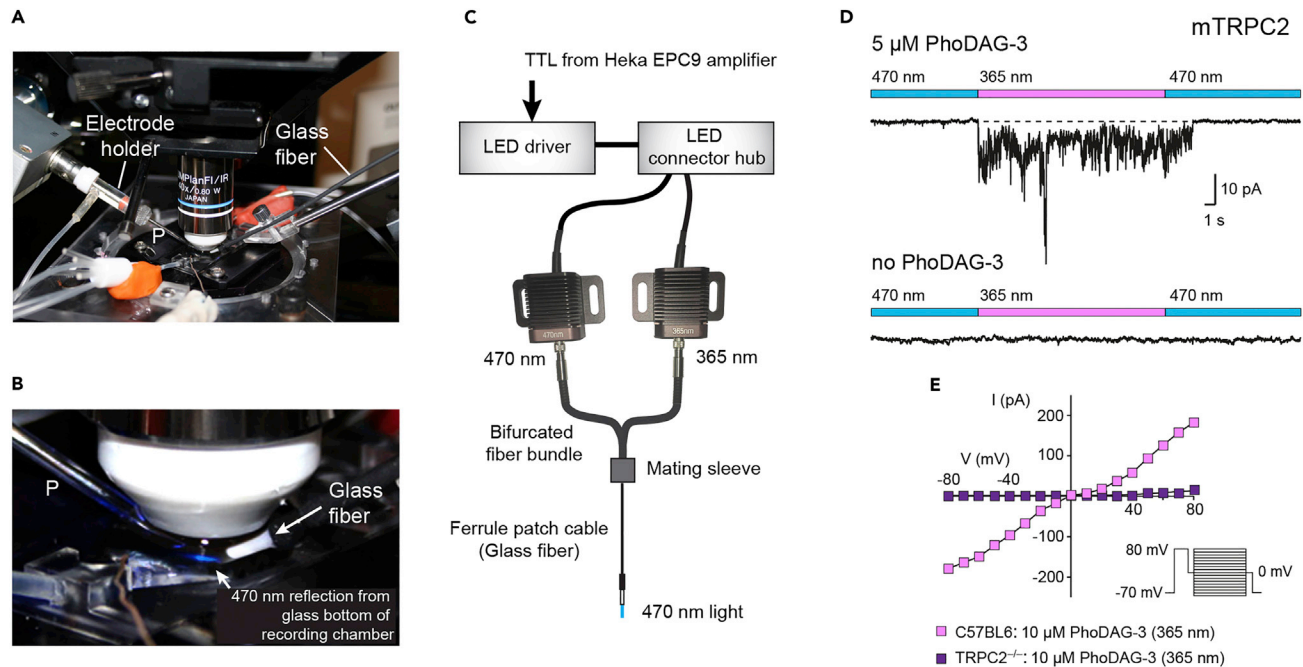 A
Electrode
holder
Glass
fiber
MPlanFl/IR
40x/0.80 W
JAPAN
P
B
P
Glass
fiber
470 nm reflection from
glass bottom of
recording chamber
C
TTL from Heka EPC9 amplifier
LED driver
LED
connector hub
470nm
365nm
470 nm
365 nm
Bifurcated
fiber bundle
Mating sleeve
Ferrule patch cable
(Glass fiber)
470 nm light
D
mTRPC2
5 µM PhoDAG-3
470 nm
365 nm
470 nm
10 pA
1 s
no PhoDAG-3
470 nm
365 nm
470 nm
E
I (pA)
200
100
V (mV)
-80
-40
40
80
-100
-200
80 mV
0 mV
-70 mV
C57BL6: 10 µM PhoDAG-3 (365 nm)
TRPC2⁻/⁻: 10 µM PhoDAG-3 (365 nm)